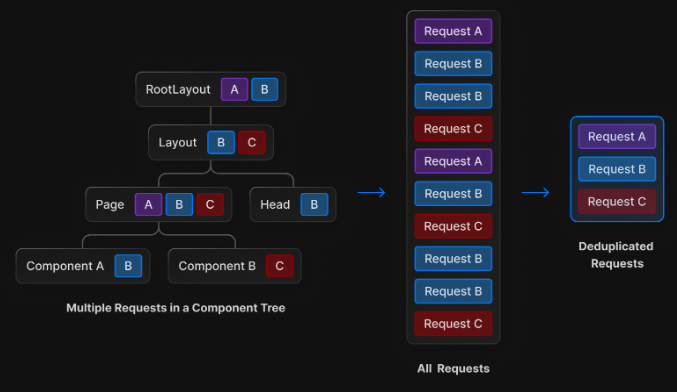 RootLayout A B
Layout B C
Page A B C
Head B
Component A B
Component B C
Multiple Requests in a Component Tree
Request A
Request B
Request B
Request C
Request A
Request B
Request C
Request B
Request B
Request C
All Requests
Request A
Request B
Request C
Deduplicated
Requests